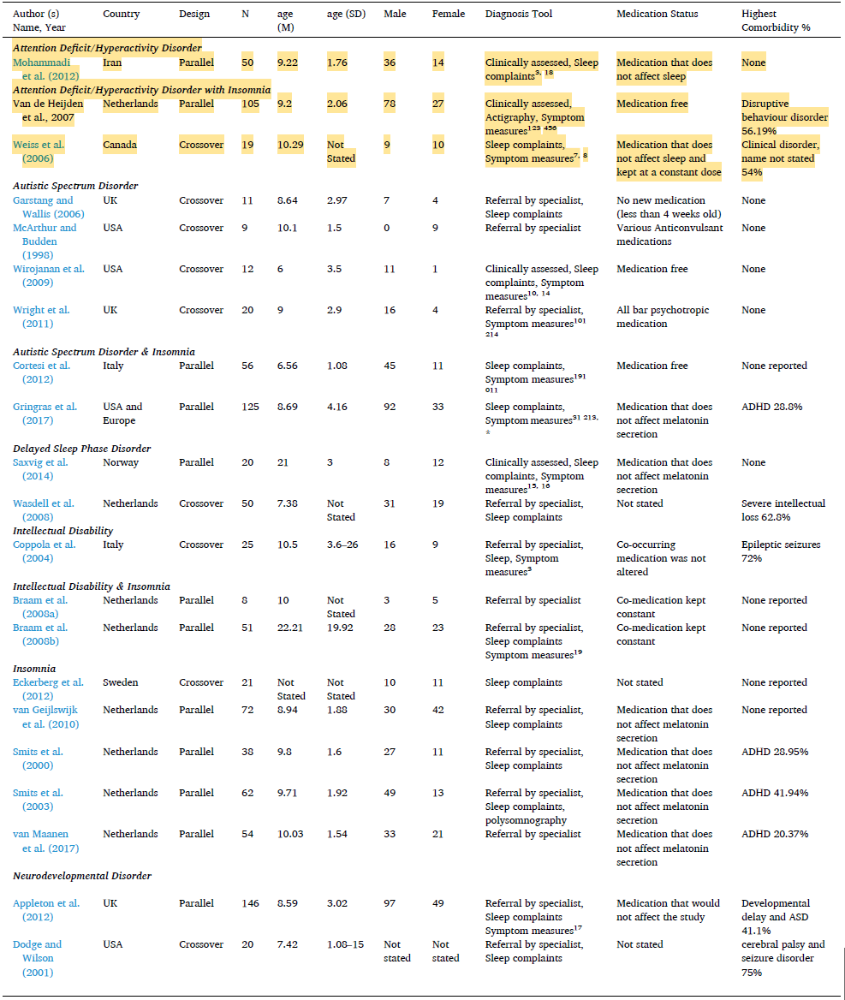 Author (s) Country Design N age age (SD) Male Female Diagnosis Tool Medication Status Highest
Name, Year (M) Comorbidity %
Attention Deficit/Hyperactivity Disorder
Mohammadi Iran Parallel 50 9.22 1.76 36 14 Clinically assessed, Sleep Medication that does None
et al. (2012) complaints³, ¹⁸ not affect sleep
Attention Deficit/Hyperactivity Disorder with Insomnia
Van de Heijden Netherlands Parallel 105 9.2 2.06 78 27 Clinically assessed, Medication free Disruptive
et al., 2007 Actigraphy, Symptom behaviour disorder
measures¹²³ ⁴⁵⁶ 56.19%
Weiss et al. Canada Crossover 19 10.29 Not 9 10 Sleep complaints, Medication that does Clinical disorder,
(2006) Stated Symptom measures⁷, ⁸ not affect sleep and name not stated
kept at a constant dose 54%
Autistic Spectrum Disorder
Garstang and UK Crossover 11 8.64 2.97 7 4 Referral by specialist, No new medication None
Wallis (2006) Sleep complaints (less than 4 weeks old)
McArthur and USA Crossover 9 10.1 1.5 0 9 Referral by specialist Various Anticonvulsant None
Budden medications
(1998)
Wirojanan et al. USA Crossover 12 6 3.5 11 1 Clinically assessed, Sleep Medication free None
(2009) complaints, Symptom
measures¹⁰, ¹⁴
Wright et al. UK Crossover 20 9 2.9 16 4 Referral by specialist, All bar psychotropic None
(2011) Symptom measures¹⁰¹ medication
²¹⁴
Autistic Spectrum Disorder & Insomnia
Cortesi et al. Italy Parallel 56 6.56 1.08 45 11 Sleep complaints, Medication free None reported
(2012) Symptom measures¹⁹¹
⁰¹¹
Gringras et al. USA and Parallel 125 8.69 4.16 92 33 Sleep complaints, Medication that does ADHD 28.8%
(2017) Europe Symptom measures³¹ ²¹³, not affect melatonin
* secretion
Delayed Sleep Phase Disorder
Saxvig et al. Norway Parallel 20 21 3 8 12 Clinically assessed, Sleep Medication that does None
(2014) complaints, Symptom not affect melatonin
measures¹⁵, ¹⁶ secretion
Wasdell et al. Netherlands Crossover 50 7.38 Not 31 19 Referral by specialist, Not stated Severe intellectual
(2008) Stated Sleep complaints loss 62.8%
Intellectual Disability
Coppola et al. Italy Crossover 25 10.5 3.6–26 16 9 Referral by specialist, Co-occurring Epileptic seizures
(2004) Sleep, Symptom medication was not 72%
measures³ altered
Intellectual Disability & Insomnia
Braam et al. Netherlands Parallel 8 10 Not 3 5 Referral by specialist Co-medication kept None reported
(2008a) Stated constant
Braam et al. Netherlands Parallel 51 22.21 19.92 28 23 Referral by specialist, Co-medication kept None reported
(2008b) Sleep complaints constant
Symptom measures¹⁹
Insomnia
Eckerberg et al. Sweden Crossover 21 Not Not 10 11 Sleep complaints Not stated None reported
(2012) Stated Stated
van Geijlswijk Netherlands Parallel 72 8.94 1.88 30 42 Referral by specialist, Medication that does None reported
et al. (2010) Sleep complaints not affect melatonin
secretion
Smits et al. Netherlands Parallel 38 9.8 1.6 27 11 Referral by specialist, Medication that does ADHD 28.95%
(2000) Sleep complaints not affect melatonin
secretion
Smits et al. Netherlands Parallel 62 9.71 1.92 49 13 Referral by specialist, Medication that does ADHD 41.94%
(2003) Sleep complaints, not affect melatonin
polysomnography secretion
van Maanen Netherlands Parallel 54 10.03 1.54 33 21 Referral by specialist Medication that does ADHD 20.37%
et al. (2017) not affect melatonin
secretion
Neurodevelopmental Disorder
Appleton et al. UK Parallel 146 8.59 3.02 97 49 Referral by specialist, Medication that would Developmental
(2012) Sleep complaints not affect the study delay and ASD
Symptom measures¹⁷ 41.1%
Dodge and USA Crossover 20 7.42 1.08–15 Not Not Referral by specialist, Not stated cerebral palsy and
Wilson stated stated Sleep complaints seizure disorder
(2001) 75%